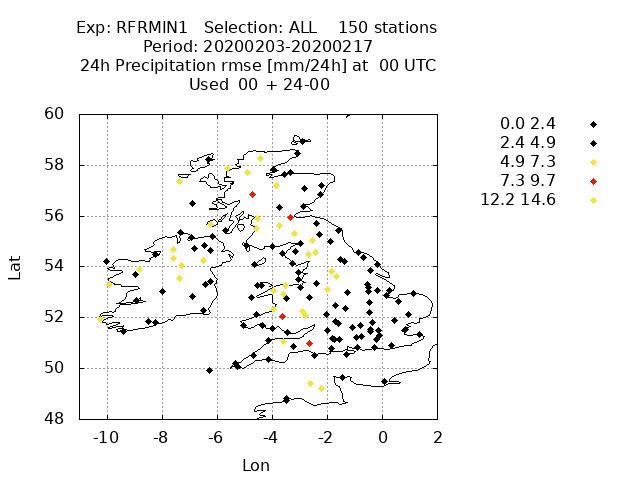 Exp: RFRMIN1 Selection: ALL 150 stations
Period: 20200203-20200217
24h Precipitation rmse [mm/24h] at 00 UTC
Used 00 + 24-00
0.0 2.4
2.4 4.9
4.9 7.3
7.3 9.7
12.2 14.6
60
58
56
54
52
50
48
Lat
-10 -8 -6 -4 -2 0 2
Lon